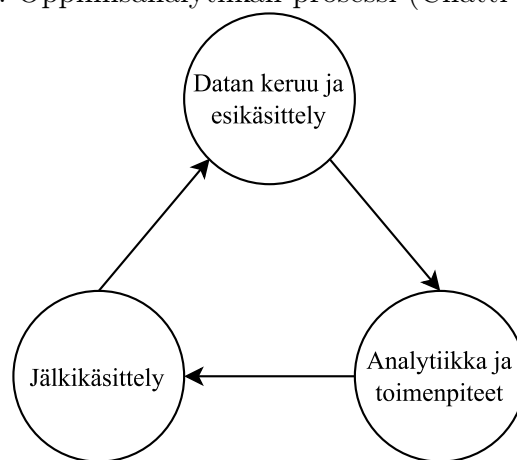 Oppimisanalytiikan prosessi (Chatti
Datan keruu ja
esikäsittely
Jälkikäsittely
Analytiikka ja
toimenpiteet